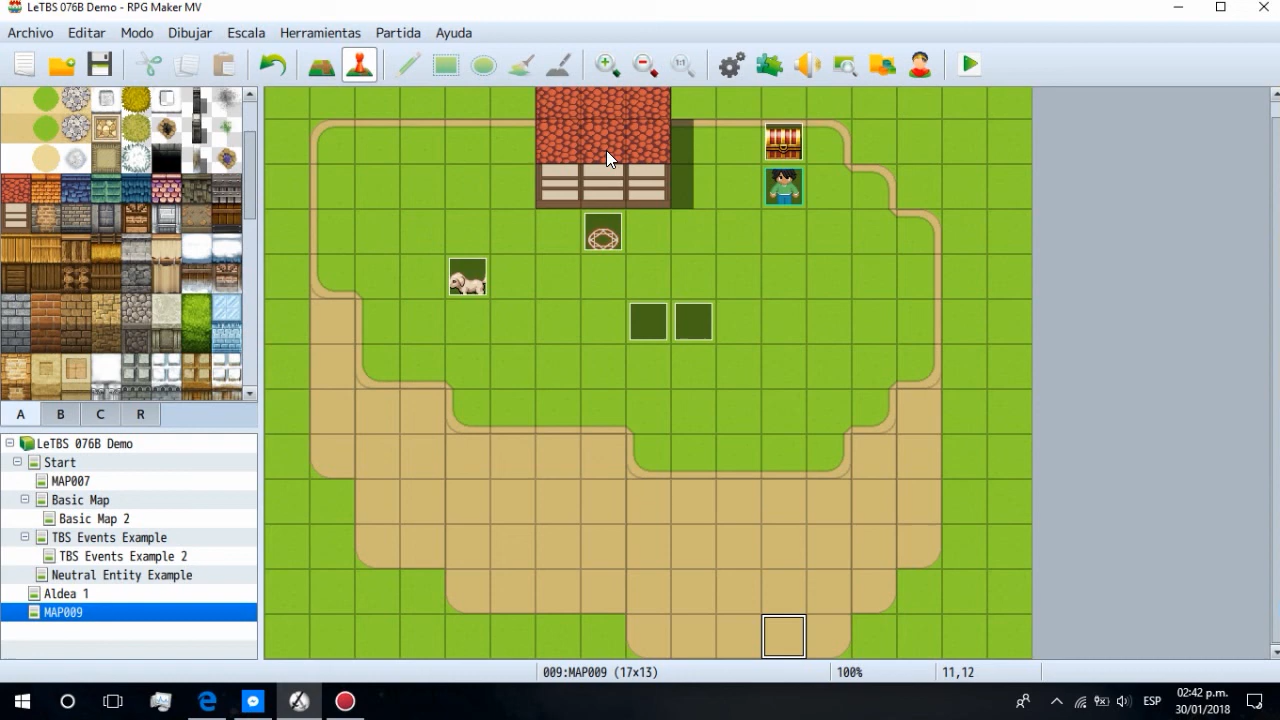 LeTBS 076B Demo - RPG Maker MV
Archivo Editar Modo Dibujar Escala Herramientas Partida Ayuda
A B C R
LeTBS 076B Demo
Start
MAP007
Basic Map
Basic Map 2
TBS Events Example
TBS Events Example 2
Neutral Entity Example
Aldea 1
MAP009
009:MAP009 (17x13) 100% 11,12
ESP
02:42 p.m.
30/01/2018